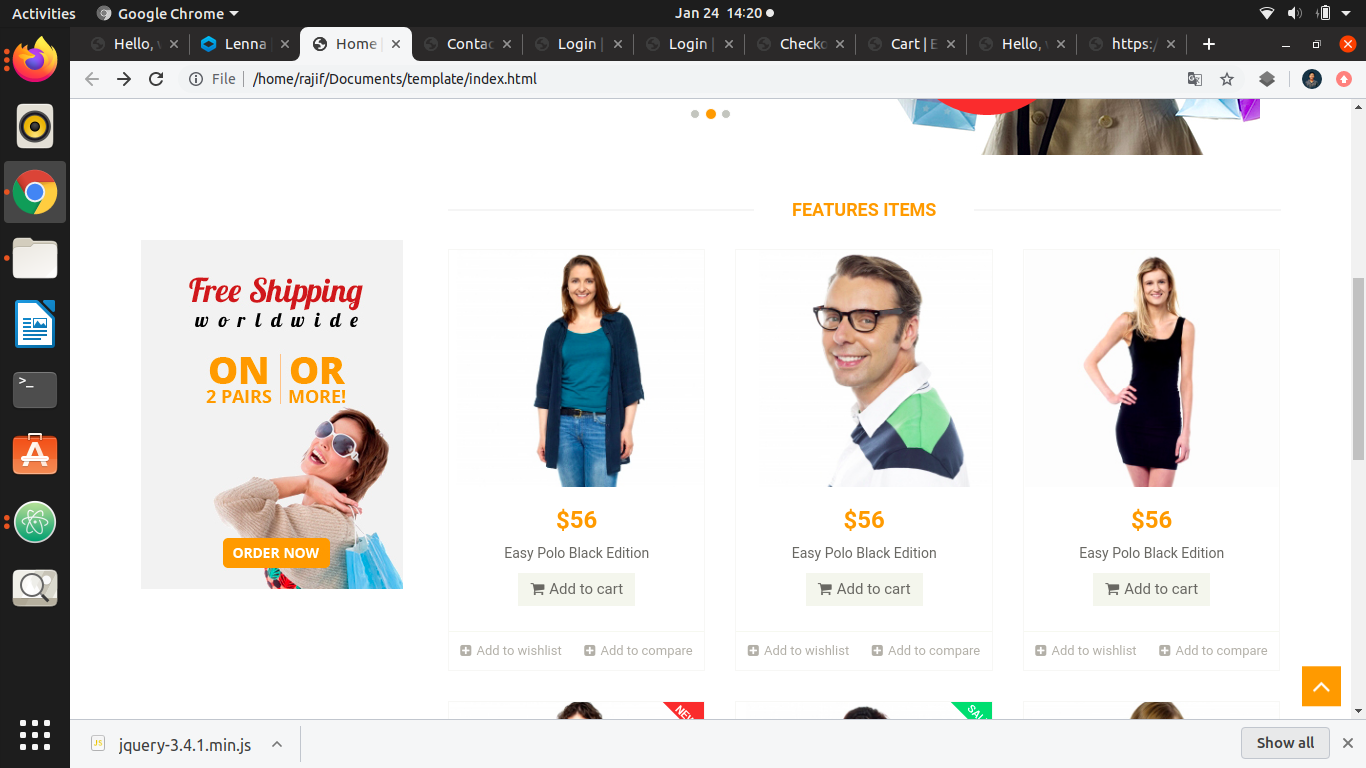 Activities
Google Chrome
Jan 24 14:20
Hello,
Lenna
Home |
Contac
Login |
Login |
Checko
Cart | E
Hello,
https:/
File
/home/rajif/Documents/template/index.html
FEATURES ITEMS
Free Shipping
worldwide
ON OR
2 PAIRS MORE!
ORDER NOW
$56
Easy Polo Black Edition
Add to cart
Add to wishlist
Add to compare
$56
Easy Polo Black Edition
Add to cart
Add to wishlist
Add to compare
$56
Easy Polo Black Edition
Add to cart
Add to wishlist
Add to compare
NEW
SAL
JS
jquery-3.4.1.min.js
Show all